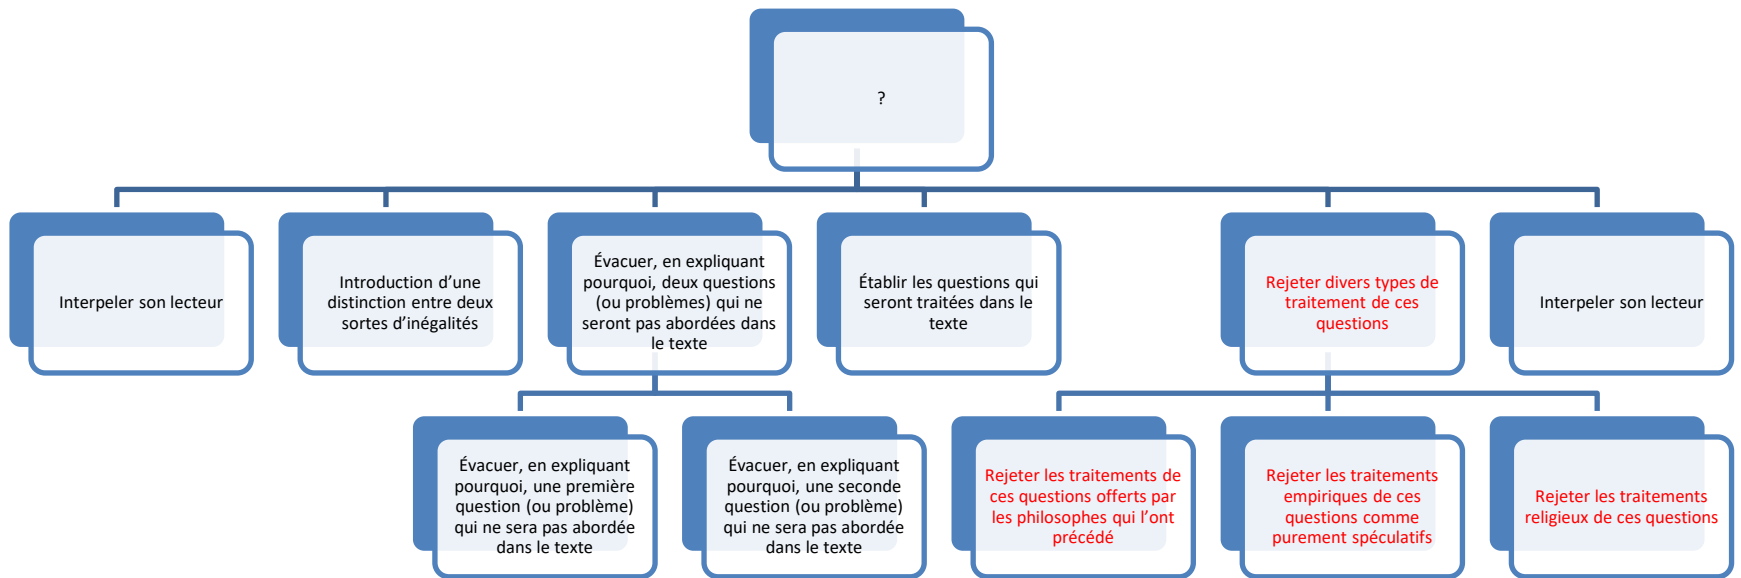 ?
Interpeler son lecteur
Introduction d’une
distinction entre deux
sortes d’inégalités
Évacuer, en expliquant
pourquoi, deux questions
(ou problèmes) qui ne
seront pas abordées dans
le texte
Établir les questions qui
seront traitées dans le
texte
Rejeter divers types de
traitement de ces
questions
Interpeler son lecteur
Évacuer, en expliquant
pourquoi, une première
question (ou problème)
qui ne sera pas abordée
dans le texte
Évacuer, en expliquant
pourquoi, une seconde
question (ou problème)
qui ne sera pas abordée
dans le texte
Rejeter les traitements de
ces questions offerts par
les philosophes qui l’ont
précédé
Rejeter les traitements
empiriques de ces
questions comme
purement spéculatifs
Rejeter les traitements
religieux de ces questions